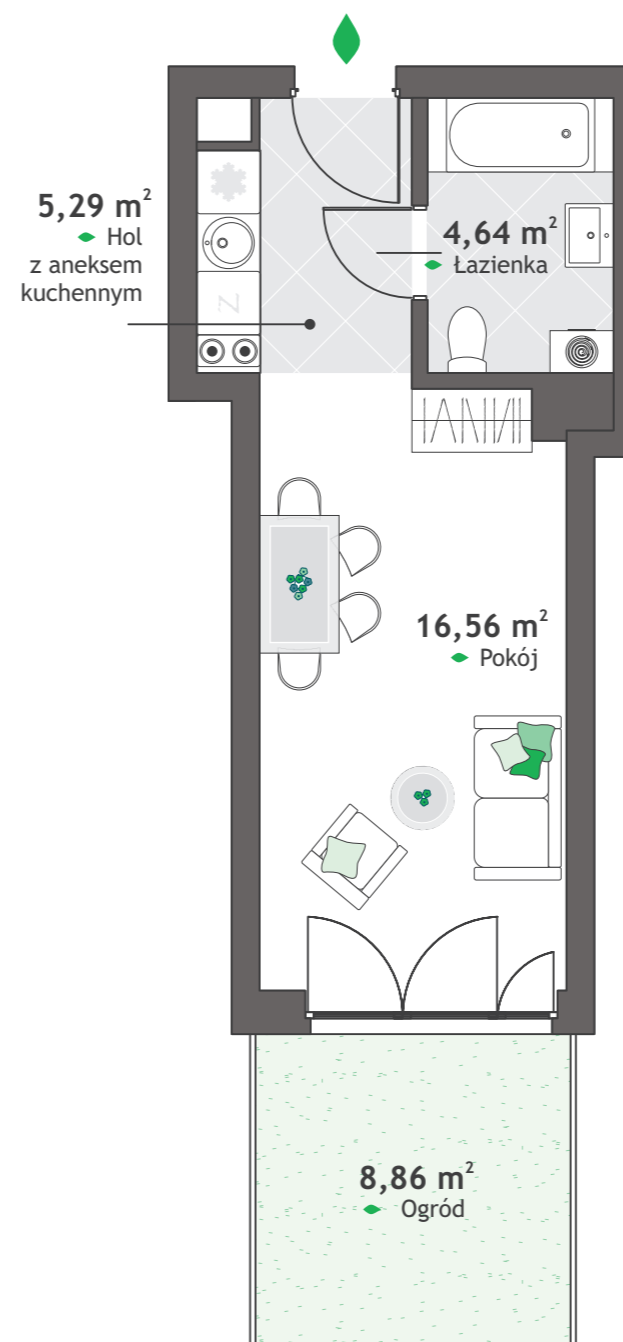 5,29 m²
Hol
z aneksem
kuchennym
4,64 m²
Łazienka
Z
16,56 m²
Pokój
8,86 m²
Ogród